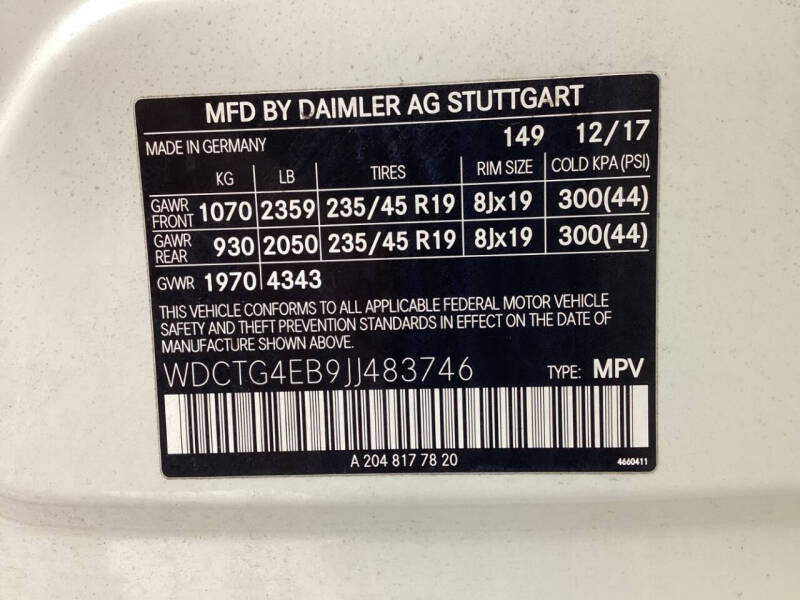 MFD BY DAIMLER AG STUTTGART
MADE IN GERMANY 149 12/17
KG LB TIRES RIM SIZE COLD KPA (PSI)
GAWR FRONT 1070 2359 235/45 R19 8Jx19 300(44)
GAWR REAR 930 2050 235/45 R19 8Jx19 300(44)
GVWR 1970 4343
THIS VEHICLE CONFORMS TO ALL APPLICABLE FEDERAL MOTOR VEHICLE
SAFETY AND THEFT PREVENTION STANDARDS IN EFFECT ON THE DATE OF
MANUFACTURE SHOWN ABOVE.
WDCTG4EB9JJ483746 TYPE: MPV
A 204 817 78 20 4660411